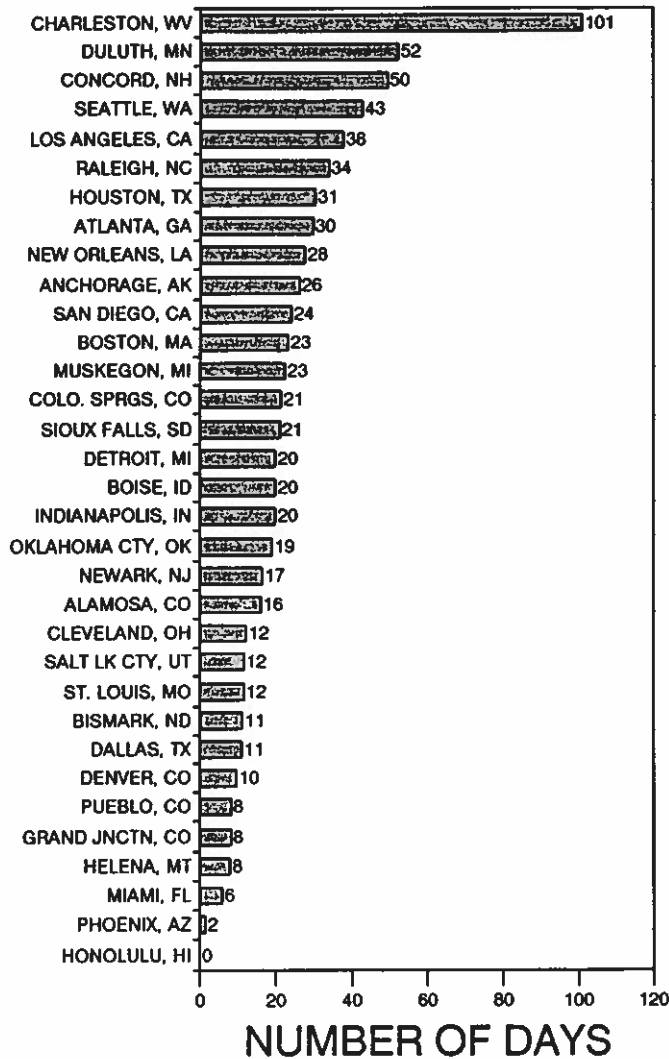 CHARLESTON, WV 101
DULUTH, MN 52
CONCORD, NH 50
SEATTLE, WA 43
LOS ANGELES, CA 38
RALEIGH, NC 34
HOUSTON, TX 31
ATLANTA, GA 30
NEW ORLEANS, LA 28
ANCHORAGE, AK 26
SAN DIEGO, CA 24
BOSTON, MA 23
MUSKEGON, MI 23
COLO. SPRGS, CO 21
SIOUX FALLS, SD 21
DETROIT, MI 20
BOISE, ID 20
INDIANAPOLIS, IN 20
OKLAHOMA CTY, OK 19
NEWARK, NJ 17
ALAMOSA, CO 16
CLEVELAND, OH 12
SALT LK CTY, UT 12
ST. LOUIS, MO 12
BISMARK, ND 11
DALLAS, TX 11
DENVER, CO 10
PUEBLO, CO 8
GRAND JNCTN, CO 8
HELENA, MT 8
MIAMI, FL 6
PHOENIX, AZ 2
HONOLULU, HI 0
0 20 40 60 80 100 120
NUMBER OF DAYS